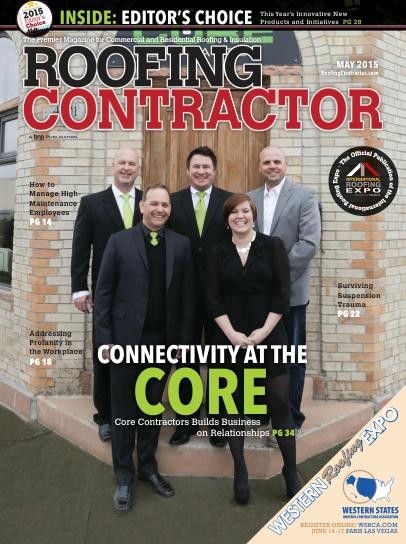 2015
Editor's
Choice
INSIDE: EDITOR'S CHOICE
This Year's Innovative New
Products and Initiatives PG 28
The Premier Magazine for Commercial and Residential Roofing & Insulation
ROOFING
CONTRACTOR
MAY 2015
RoofingContractor.com
A bnp PUBLICATION
The Official Publication of the International Roofing Expo
INTERNATIONAL
ROOFING
EXPO
How to
Manage High-
Maintenance
Employees
PG 14
Surviving
Suspension
Trauma
PG 22
Addressing
Profanity in
the Workplace
PG 18
CONNECTIVITY AT THE
CORE
Core Contractors Builds Business
on Relationships PG 34
WESTERN Roofing EXPO
WESTERN STATES
ROOFING CONTRACTORS ASSOCIATION
REGISTER ONLINE! WSRCA.COM
JUNE 14-17 PARIS LAS VEGAS